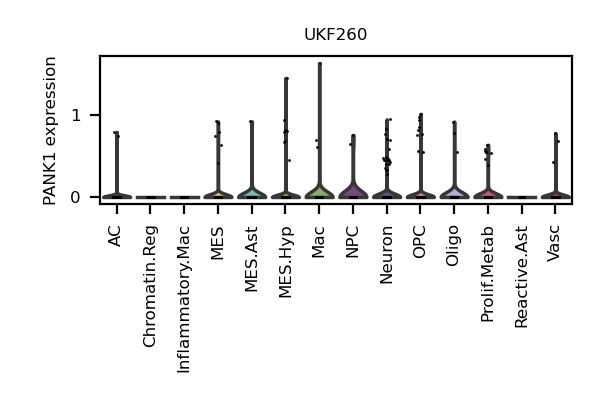 UKF260
PANK1 expression
1
0
AC
Chromatin.Reg
Inflammatory.Mac
MES
MES.Ast
MES.Hyp
Mac
NPC
Neuron
OPC
Oligo
Prolif.Metab
Reactive.Ast
Vasc